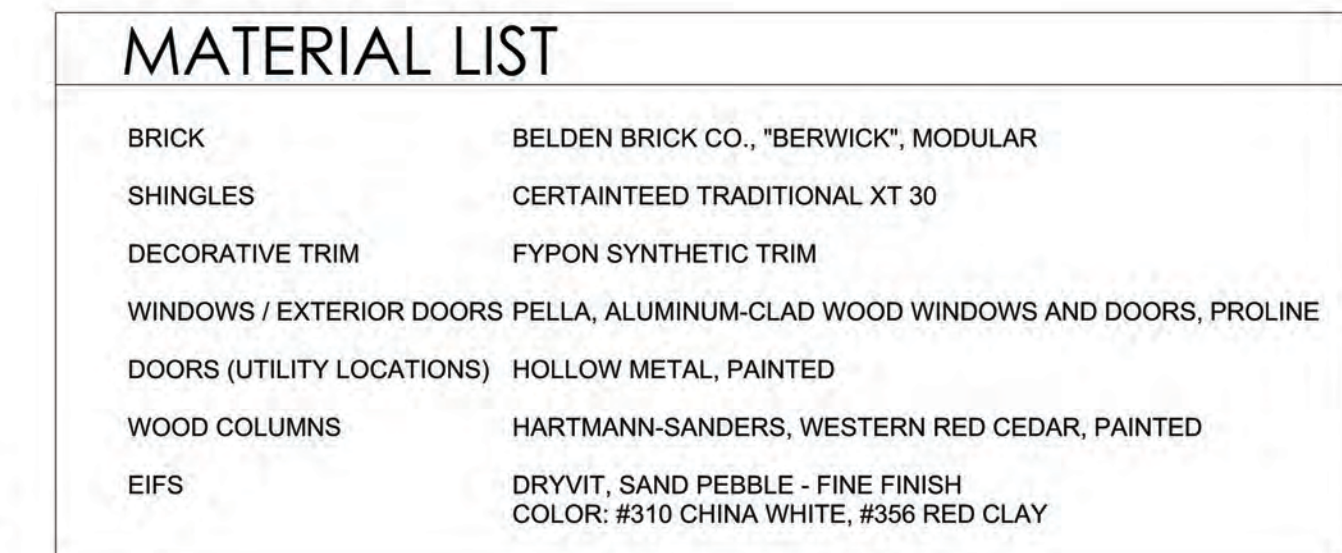 MATERIAL LIST
BRICK BELDEN BRICK CO., "BERWICK", MODULAR
SHINGLES CERTAINTEED TRADITIONAL XT 30
DECORATIVE TRIM FYPON SYNTHETIC TRIM
WINDOWS / EXTERIOR DOORS PELLA, ALUMINUM-CLAD WOOD WINDOWS AND DOORS, PROLINE
DOORS (UTILITY LOCATIONS) HOLLOW METAL, PAINTED
WOOD COLUMNS HARTMANN-SANDERS, WESTERN RED CEDAR, PAINTED
EIFS DRYVIT, SAND PEBBLE - FINE FINISH
COLOR: #310 CHINA WHITE, #356 RED CLAY